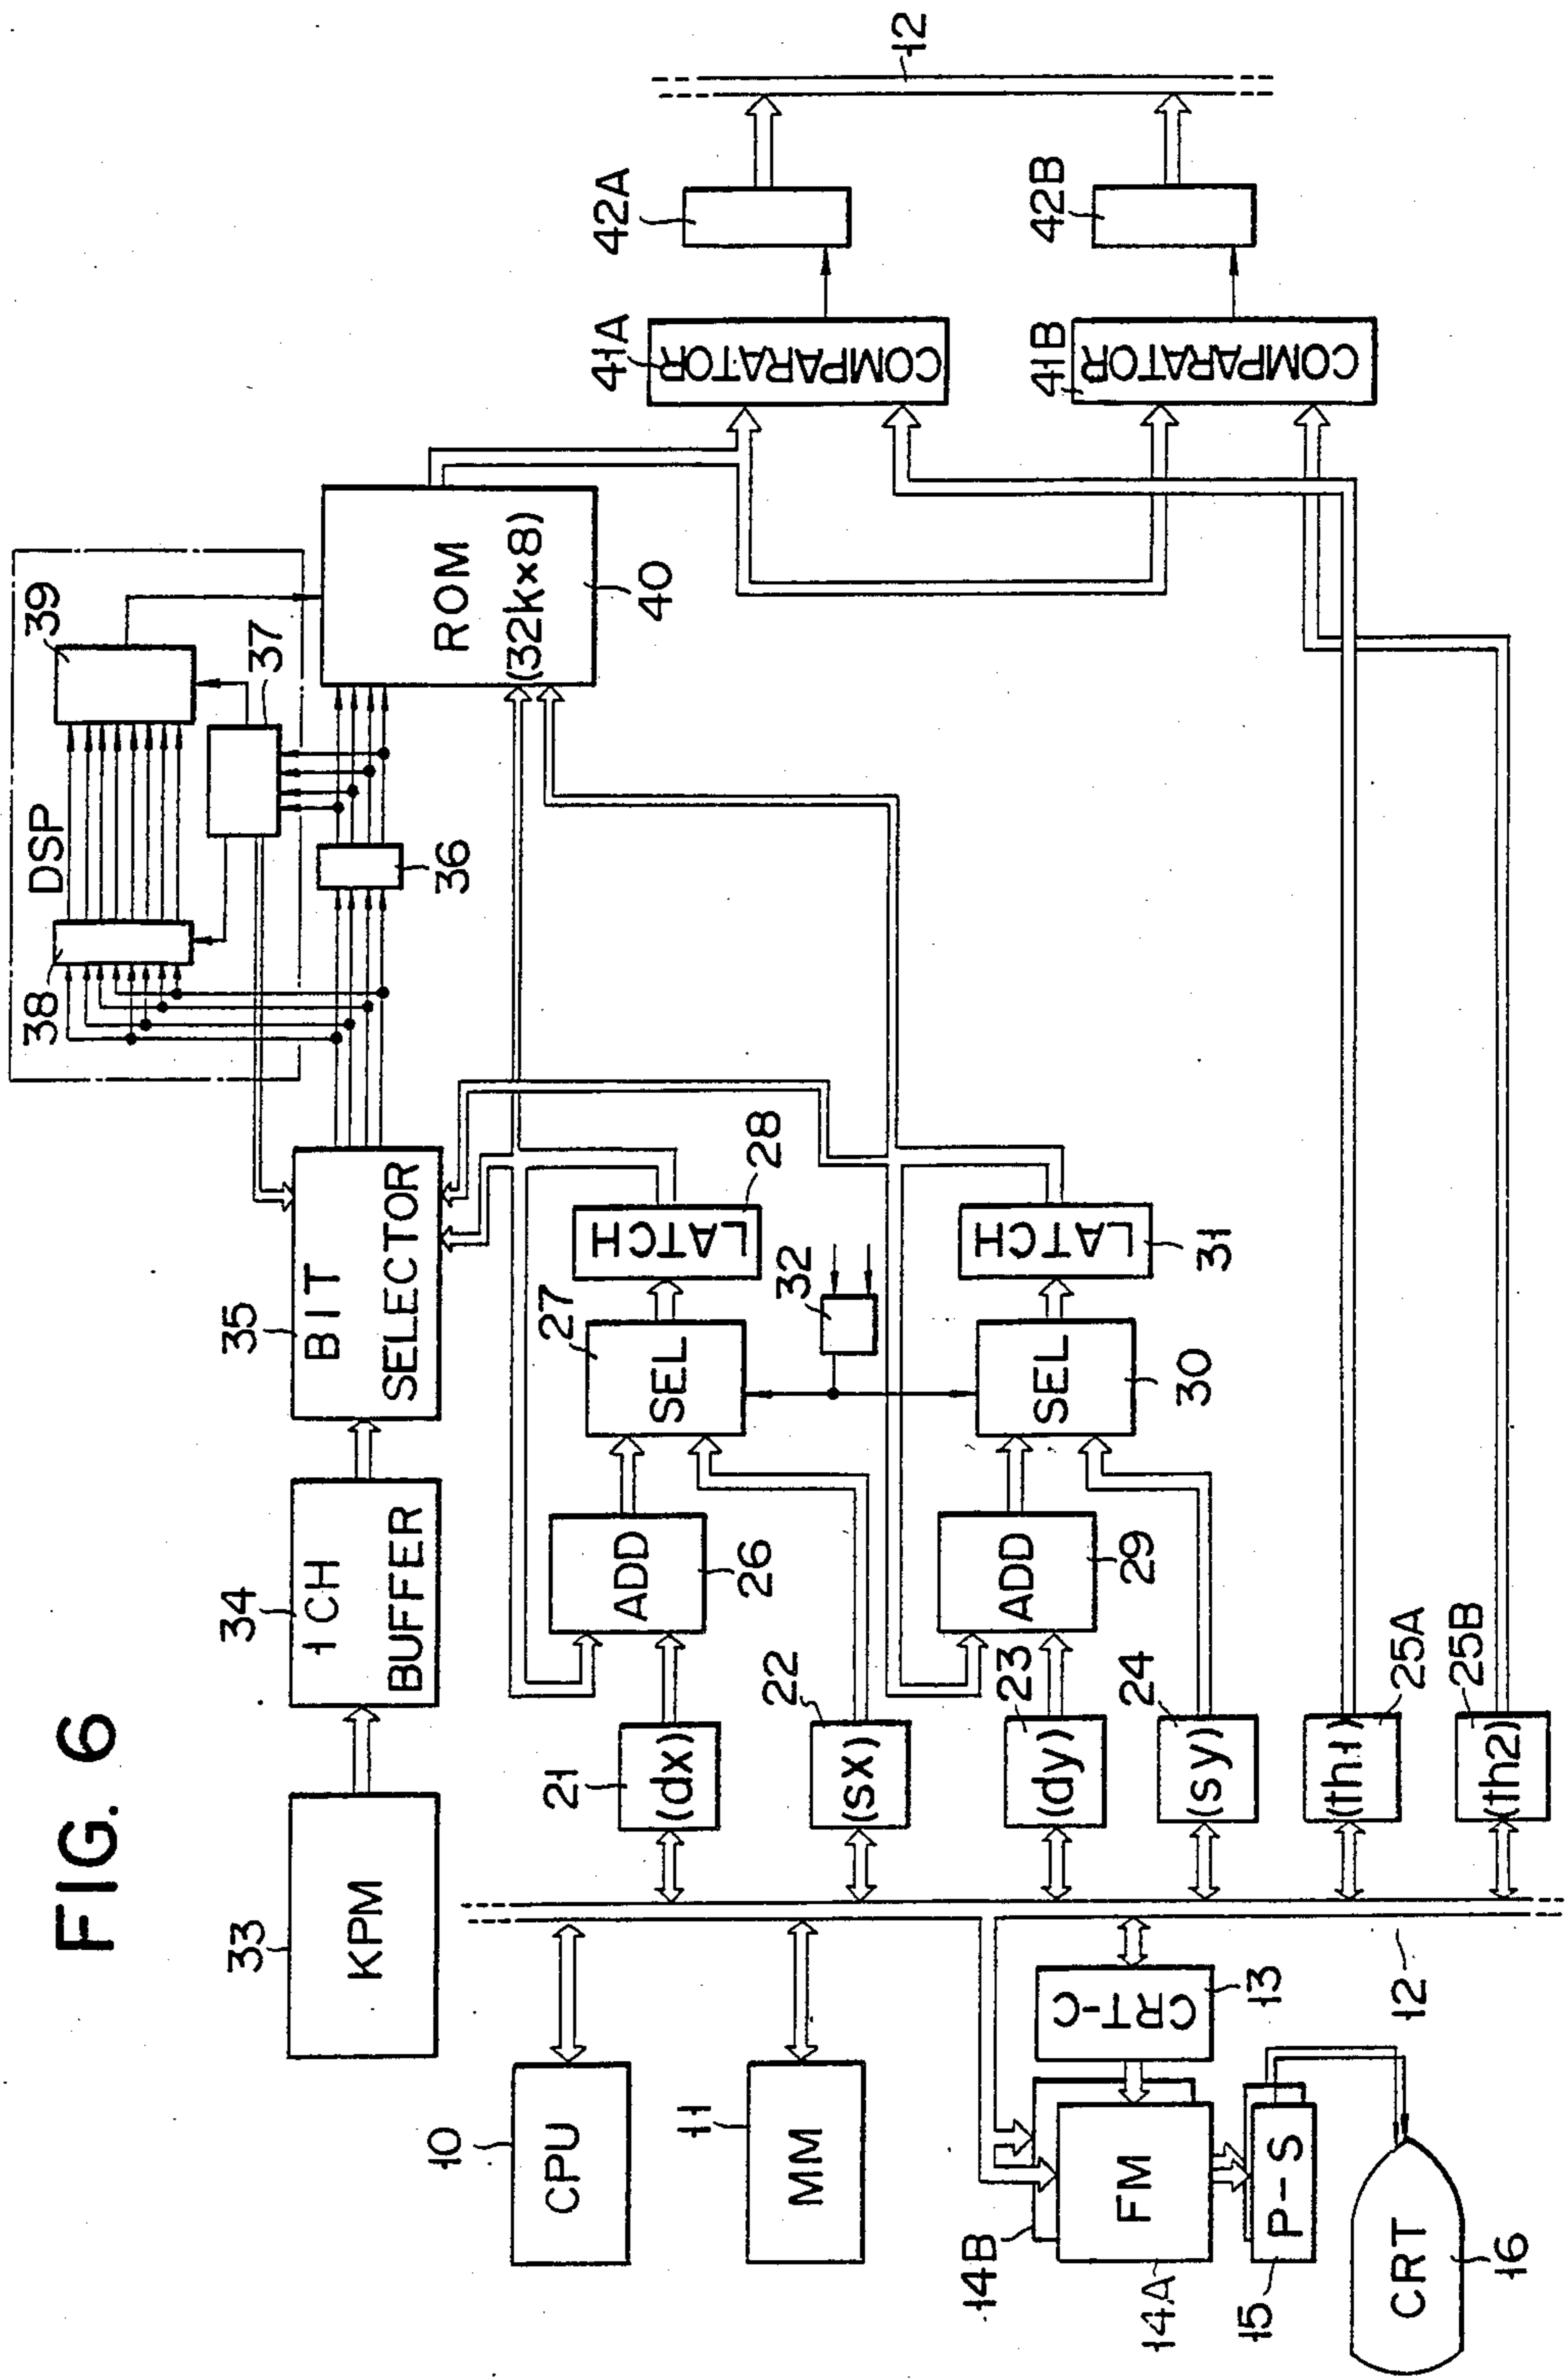 FIG. 6
33
KPM
34
1 CH
BUFFER
35
BIT
SELECTOR
38
DSP
39
37
36
ROM
(32k×8)
40
10
CPU
11
MM
14B
FM
14A
CRT-C
13
15
P-S
CRT
16
12
21
(dx)
22
(sx)
23
(dy)
24
(sy)
(th1)
25A
(th2)
25B
ADD
26
27
SEL
LATCH
28
32
ADD
29
SEL
30
LATCH
31
41A
COMPARATOR
42A
41B
COMPARATOR
42B
12